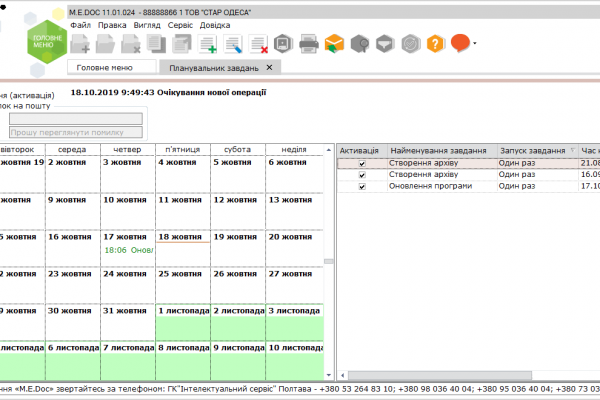 M.E.DOC 11.01.024 - 88888866 1 ТОВ "СТАР ОДЕСА"
Файл Правка Вигляд Сервіс Довідка
ГОЛОВНЕ
МЕНЮ
Головне меню Планувальник завдань
ня (активація) 18.10.2019 9:49:43 Очікування нової операції
лок на пошту
Прошу переглянути помилку
вівторок середа четвер п'ятниця субота неділя
жовтня 19 2 жовтня 3 жовтня 4 жовтня 5 жовтня 6 жовтня
жовтня 9 жовтня 10 жовтня 11 жовтня 12 жовтня 13 жовтня
5 жовтня 16 жовтня 17 жовтня 18 жовтня 19 жовтня 20 жовтня
18:06 Онов
2 жовтня 23 жовтня 24 жовтня 25 жовтня 26 жовтня 27 жовтня
9 жовтня 30 жовтня 31 жовтня 1 листопада 2 листопада 3 листопада
листопада 6 листопада 7 листопада 8 листопада 9 листопада 10 листопада
Активація Найменування завдання Запуск завдання Час
Створення архіву Один раз 21.08
Створення архіву Один раз 16.09
Оновлення програми Один раз 17.10
ння «M.E.Doc» звертайтесь за телефоном: ГК"Інтелектуальний сервіс" Полтава - +380 53 264 83 10; +380 98 036 40 04; +380 95 036 40 04; +380 73 03